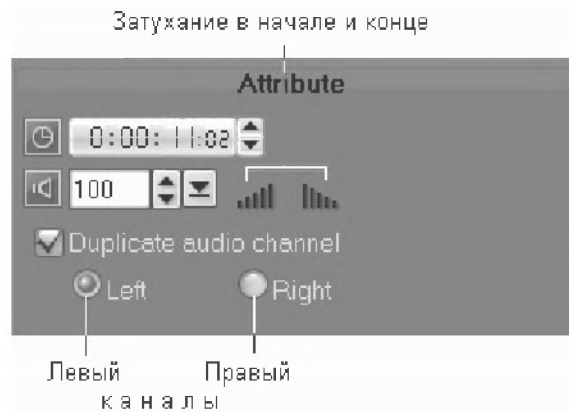 Затухание в начале и конце
Attribute
0:00:11:02
100
Duplicate audio channel
Left Right
Левый Правый
каналы